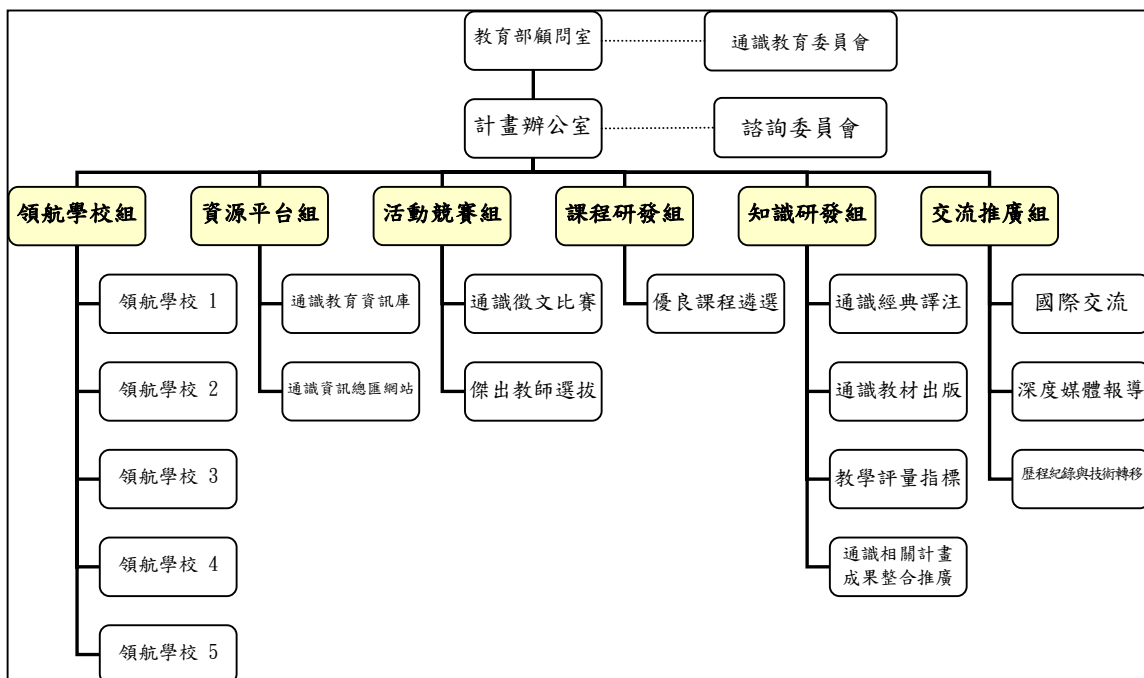 教育部顧問室
通識教育委員會
計畫辦公室
諮詢委員會
領航學校組
資源平台組
活動競賽組
課程研發組
知識研發組
交流推廣組
領航學校 1
通識教育資訊庫
通識徵文比賽
優良課程遴選
通識經典譯注
國際交流
領航學校 2
通識資訊總匯網站
傑出教師選拔
通識教材出版
深度媒體報導
領航學校 3
教學評量指標
歷程紀錄與技術轉移
領航學校 4
通識相關計畫
成果整合推廣
領航學校 5